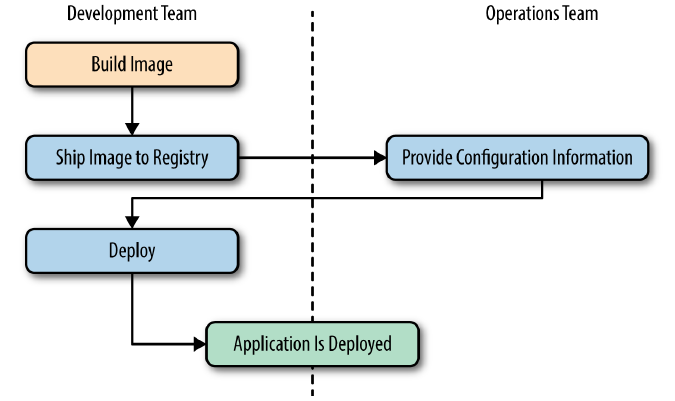 Development Team
Operations Team
Build Image
Ship Image to Registry
Provide Configuration Information
Deploy
Application Is Deployed